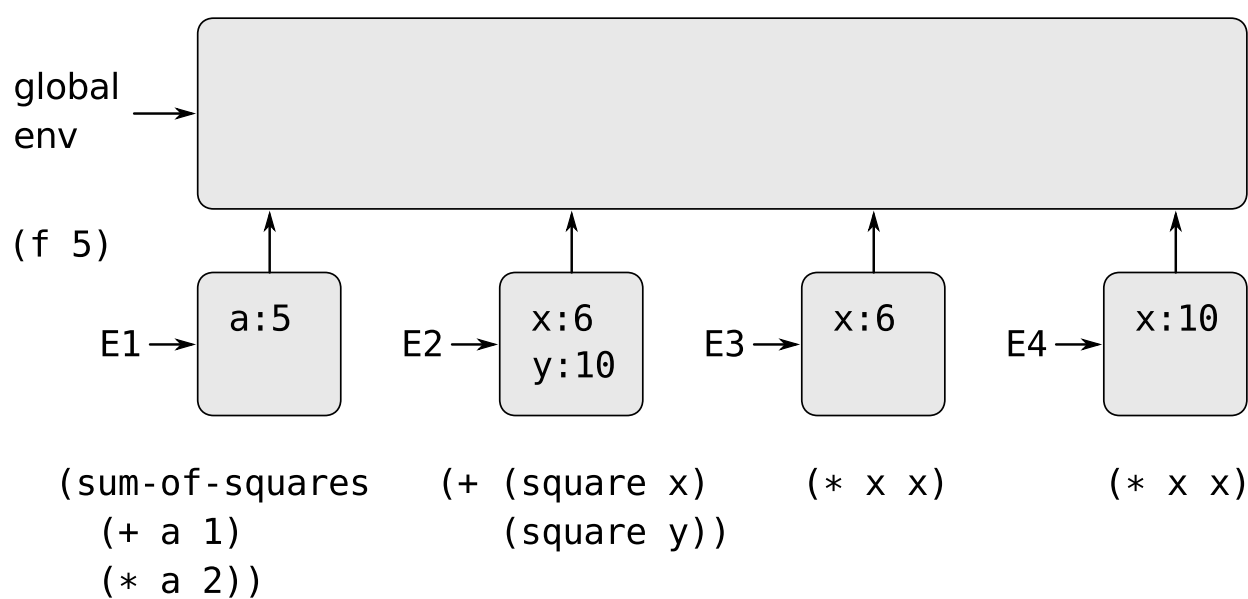 global
env
(f 5)
E1
a:5
E2
x:6
y:10
E3
x:6
E4
x:10
(sum-of-squares
(+ a 1)
(* a 2))
(+ (square x)
(square y))
(* x x)
(* x x)